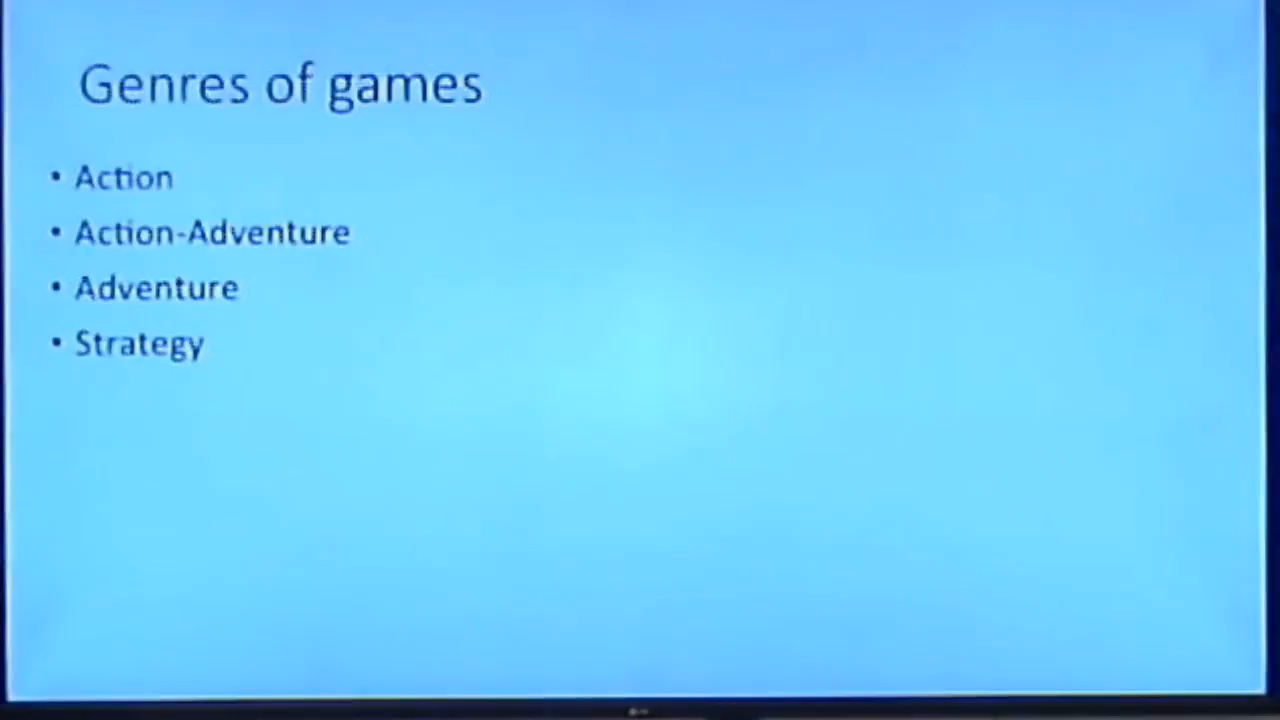 Genres of games
• Action
• Action-Adventure
• Adventure
• Strategy